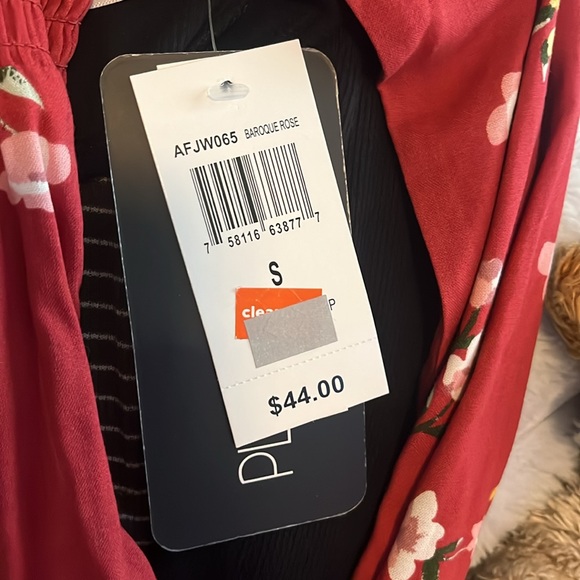 AFJW065 BAROQUE ROSE
7 58116 63877 7
S
P
$44.00